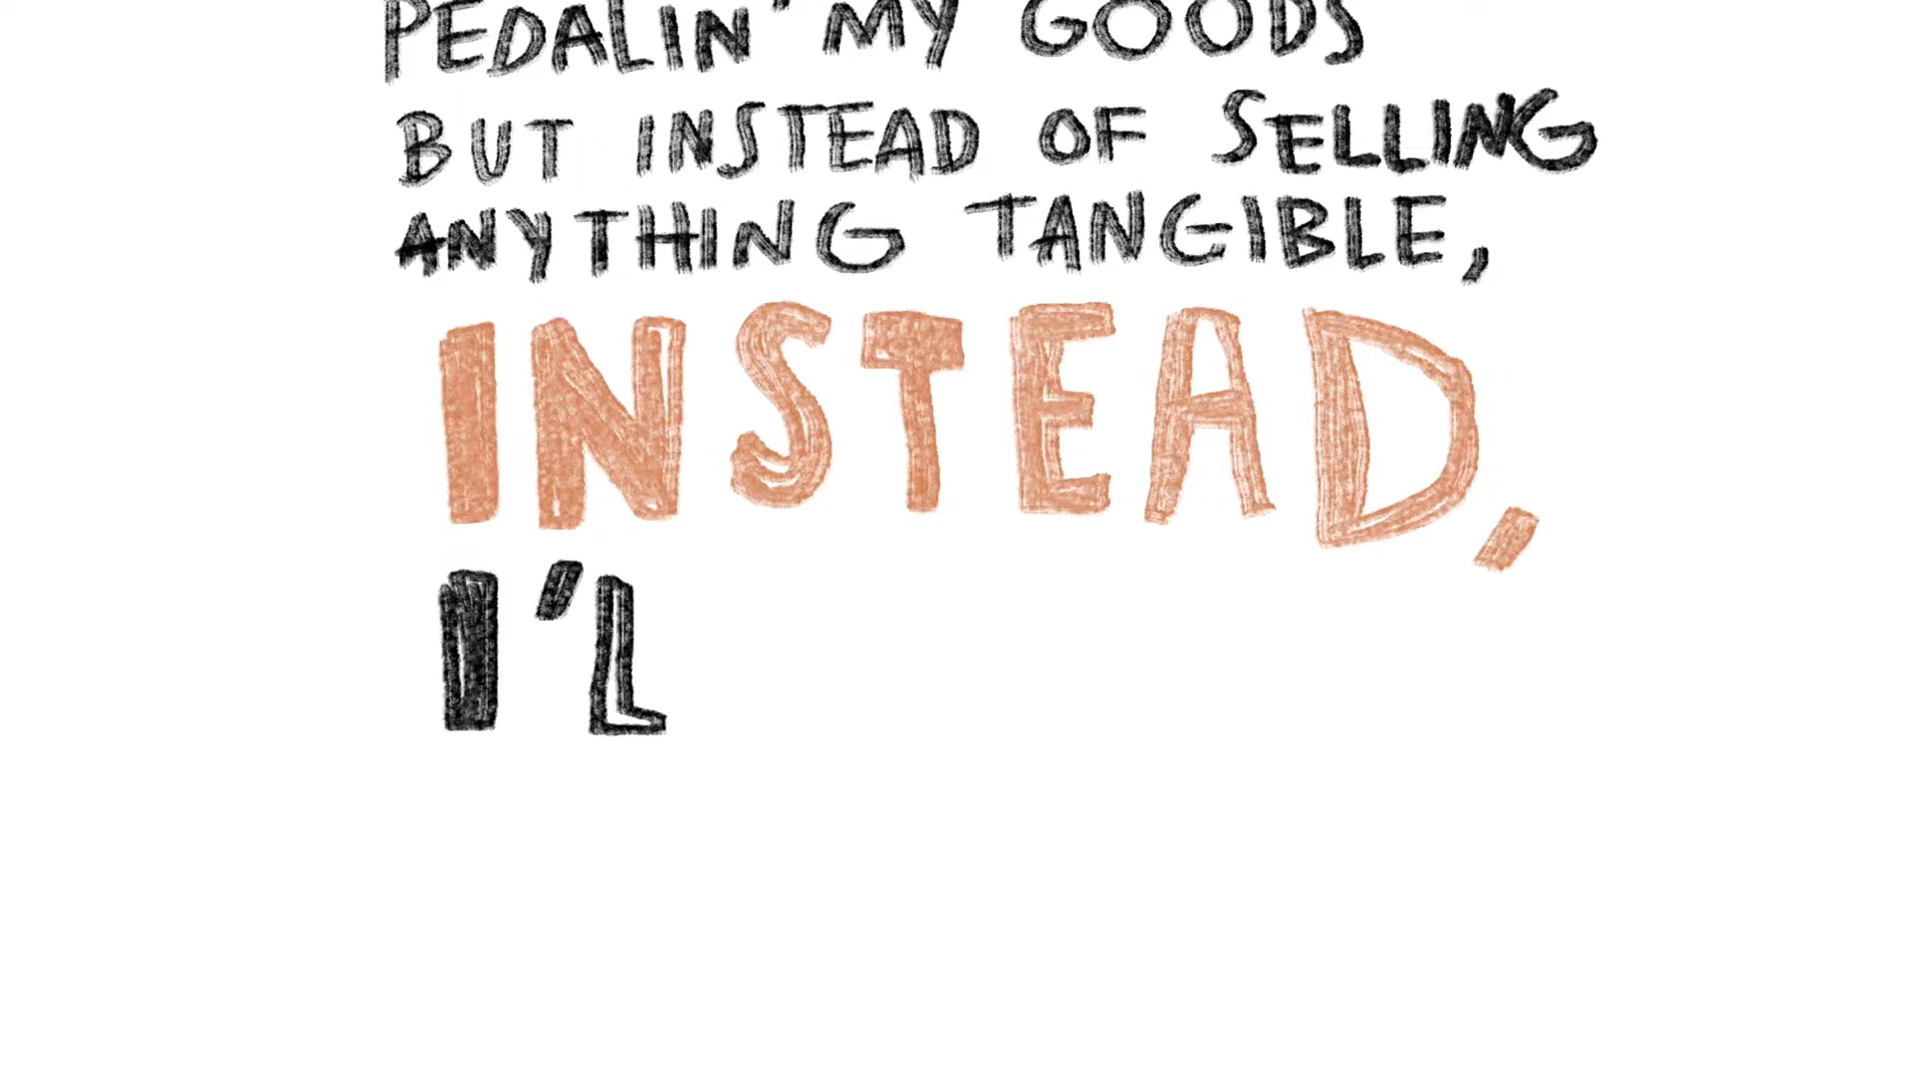 PEDALIN' MY GOODS
BUT INSTEAD OF SELLING
ANYTHING TANGIBLE,
INSTEAD,
I'L